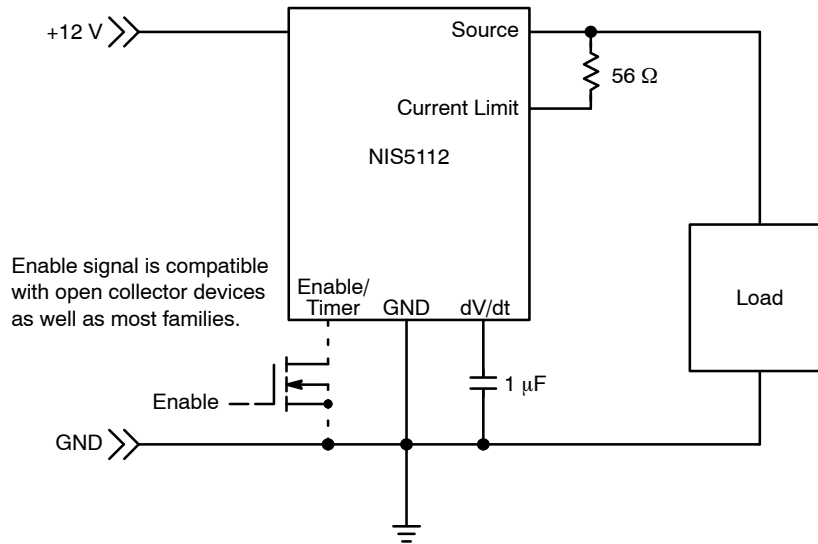 +12 V
Source
56 Ω
Current Limit
NIS5112
Enable signal is compatible
with open collector devices
as well as most families.
Enable/
Timer
GND
dV/dt
Load
1 μF
Enable
GND